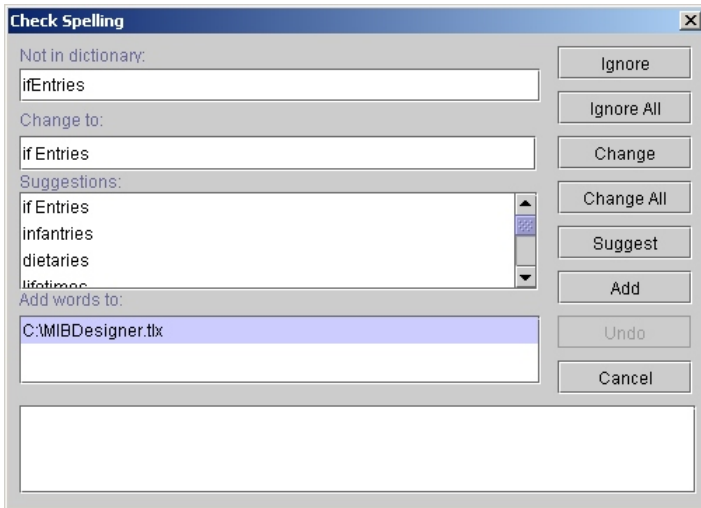 Check Spelling
Not in dictionary:
ifEntries
Change to:
if Entries
Suggestions:
if Entries
infantries
dietaries
lifetimes
Add words to:
C:\MIBDesigner.tlx
Ignore
Ignore All
Change
Change All
Suggest
Add
Undo
Cancel